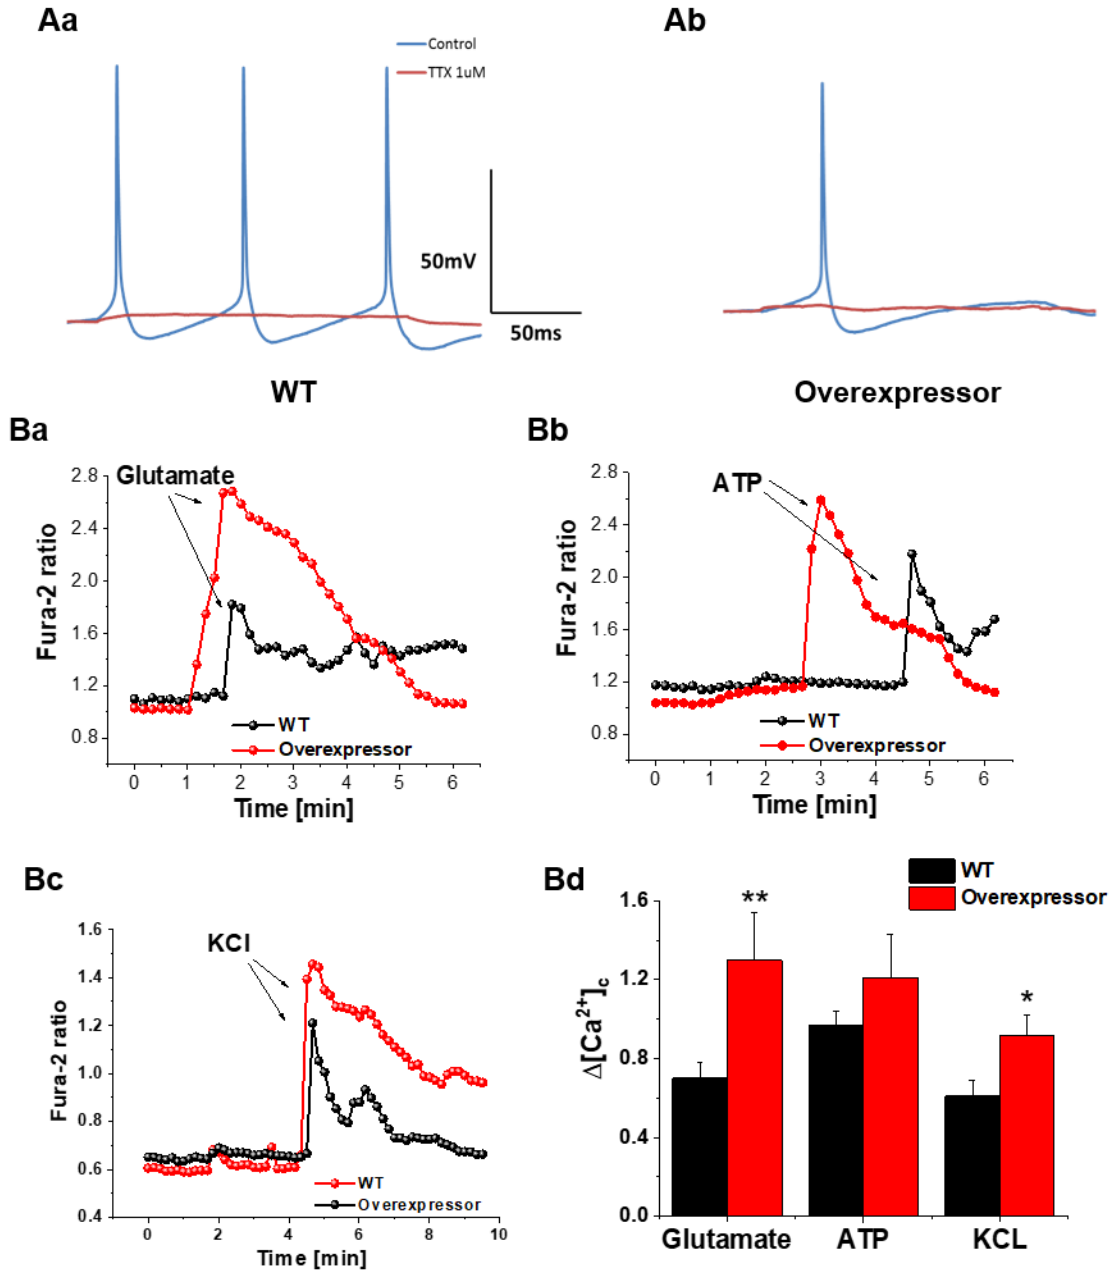 Aa
Ab
Control
TTX 1uM
50mV
50ms
WT
Overexpressor
Ba
Bb
Glutamate
2.8
2.4
2.0
1.6
1.2
0.8
Fura-2 ratio
WT
Overexpressor
0 1 2 3 4 5 6
Time [min]
ATP
2.8
2.4
2.0
1.6
1.2
0.8
Fura-2 ratio
WT
Overexpressor
0 1 2 3 4 5 6
Time [min]
Bc
Bd
KCl
1.6
1.4
1.2
1.0
0.8
0.6
0.4
Fura-2 ratio
WT
Overexpressor
0 2 4 6 8 10
Time [min]
WT
Overexpressor
1.6
1.2
0.8
0.4
0.0
Δ[Ca²⁺]c
**
*
Glutamate ATP KCL